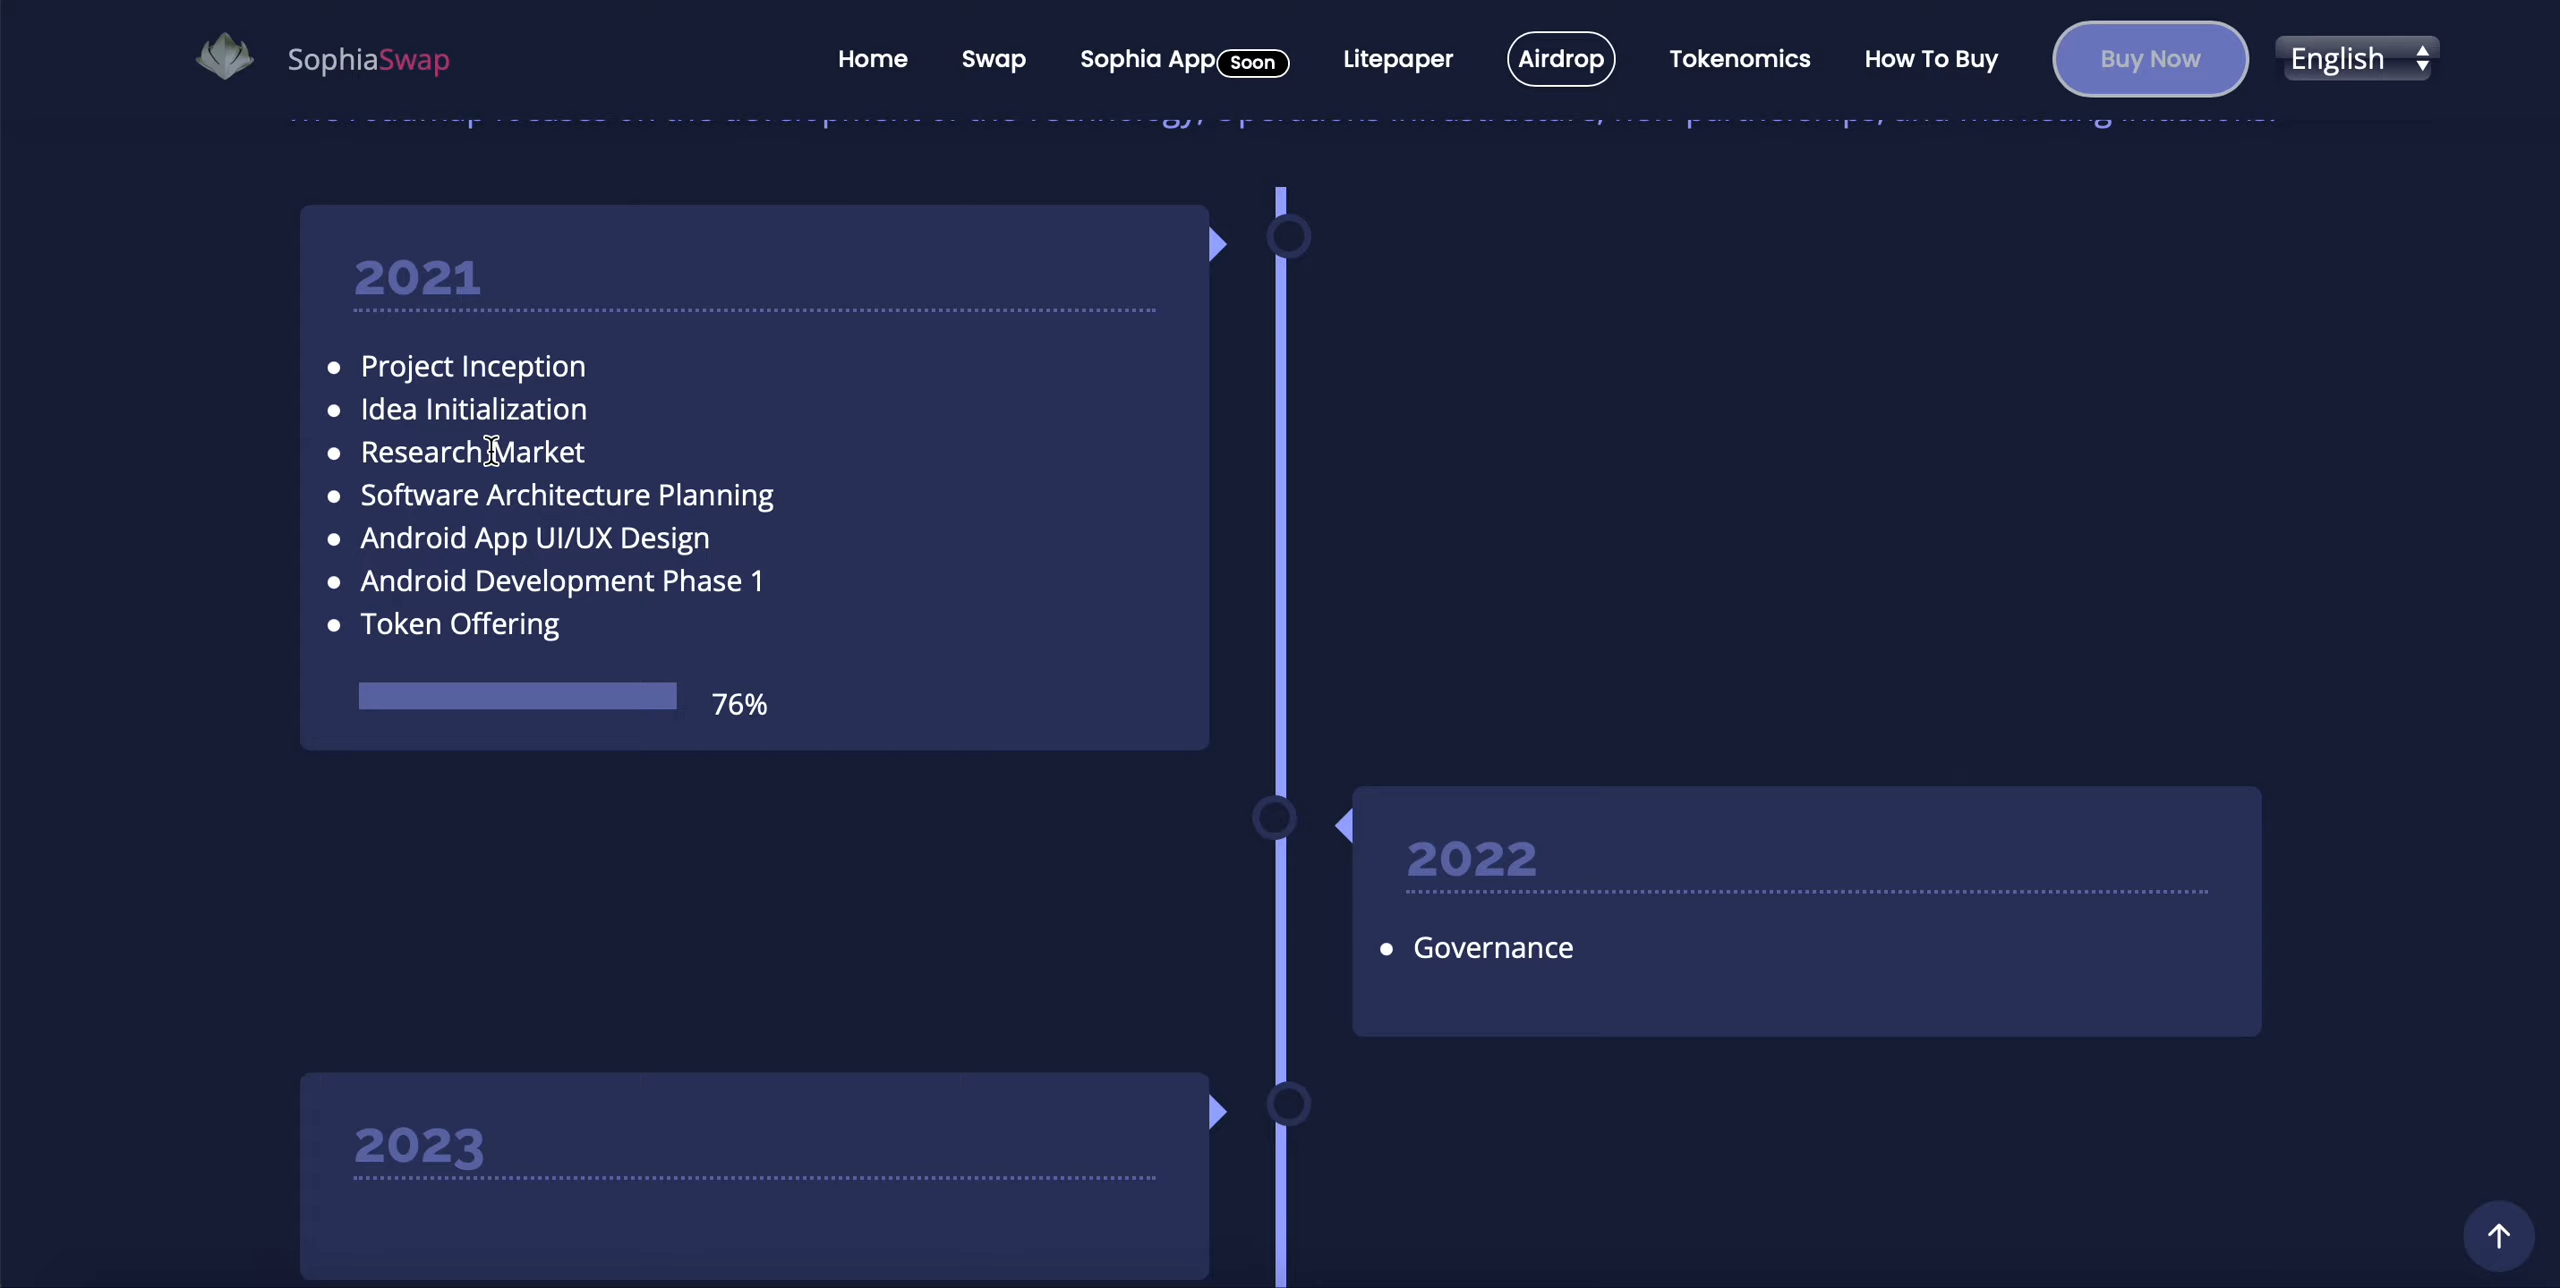 SophiaSwap
Home Swap Sophia App Soon Litepaper Airdrop Tokenomics How To Buy Buy Now English
2021
Project Inception
Idea Initialization
Research Market
Software Architecture Planning
Android App UI/UX Design
Android Development Phase 1
Token Offering
76%
2022
Governance
2023